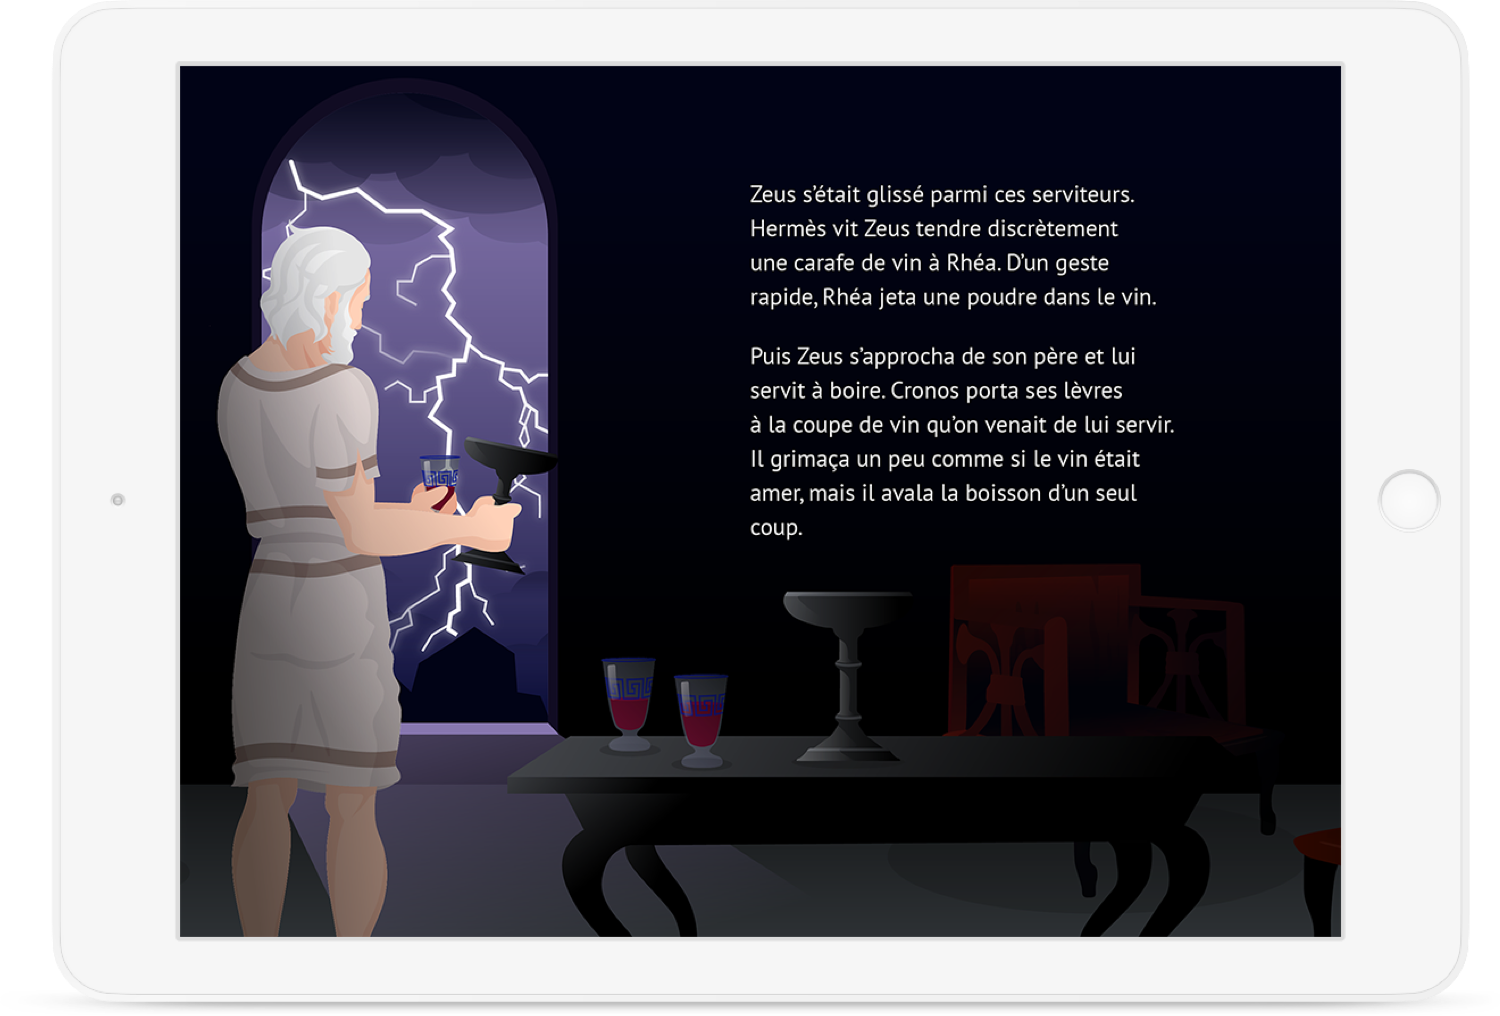 Zeus s’était glissé parmi ces serviteurs.
Hermès vit Zeus tendre discrètement
une carafe de vin à Rhéa. D’un geste
rapide, Rhéa jeta une poudre dans le vin.
Puis Zeus s’approcha de son père et lui
servit à boire. Cronos porta ses lèvres
à la coupe de vin qu’on venait de lui servir.
Il grimaça un peu comme si le vin était
amer, mais il avala la boisson d’un seul
coup.